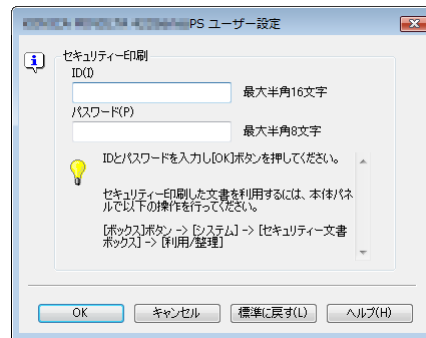 PS ユーザー設定
セキュリティー印刷
ID(I)
最大半角16文字
パスワード(P)
最大半角8文字
IDとパスワードを入力し[OK]ボタンを押してください。
セキュリティー印刷した文書を利用するには、本体パネ
ルで以下の操作を行ってください。
[ボックス]ボタン -> [システム] -> [セキュリティー文書
ボックス] -> [利用/整理]
OK
キャンセル
標準に戻す(L)
ヘルプ(H)